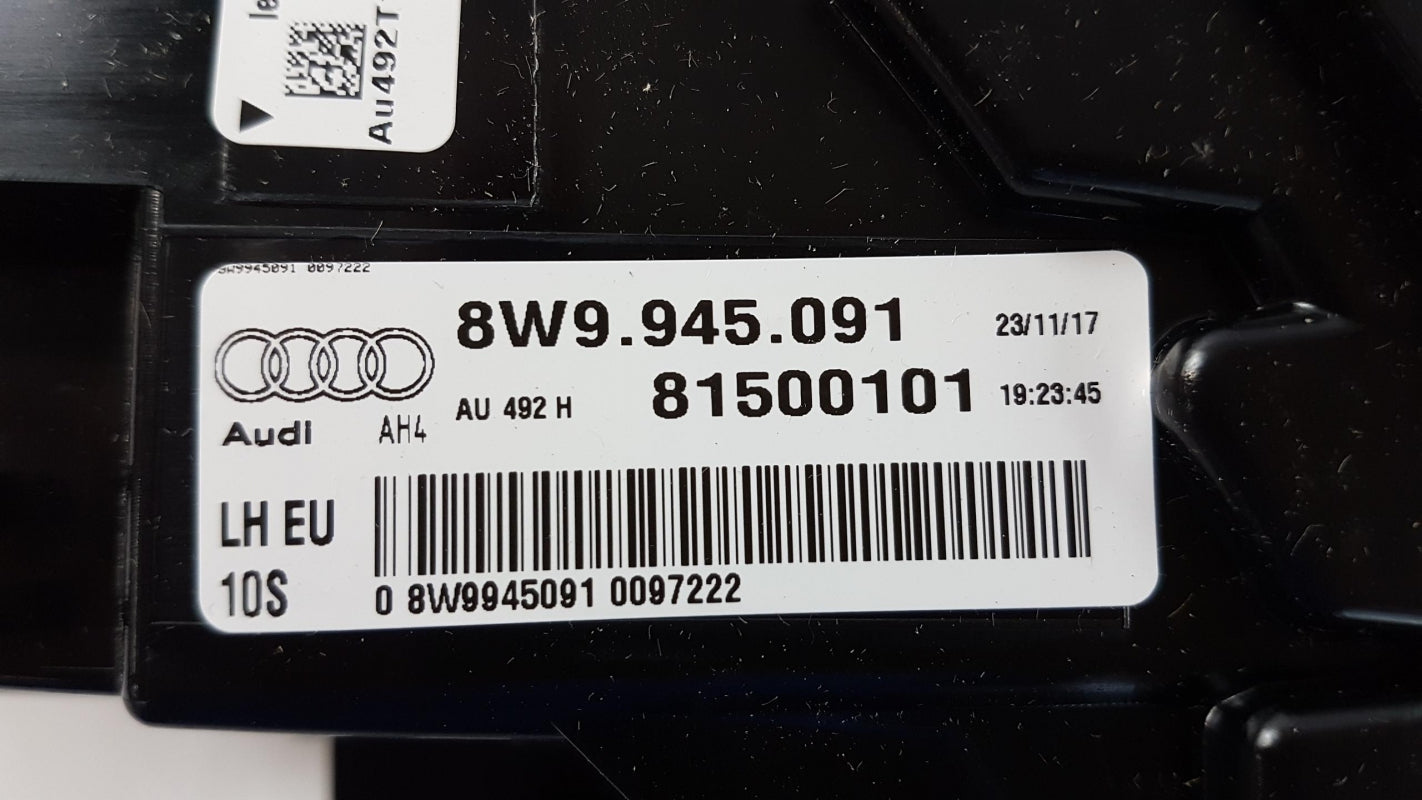 Au492T
8W9945091 0097222
8W9.945.091 23/11/17
AU 492 H 81500101 19:23:45
Audi AH4
LH EU
10S
0 8W9945091 0097222